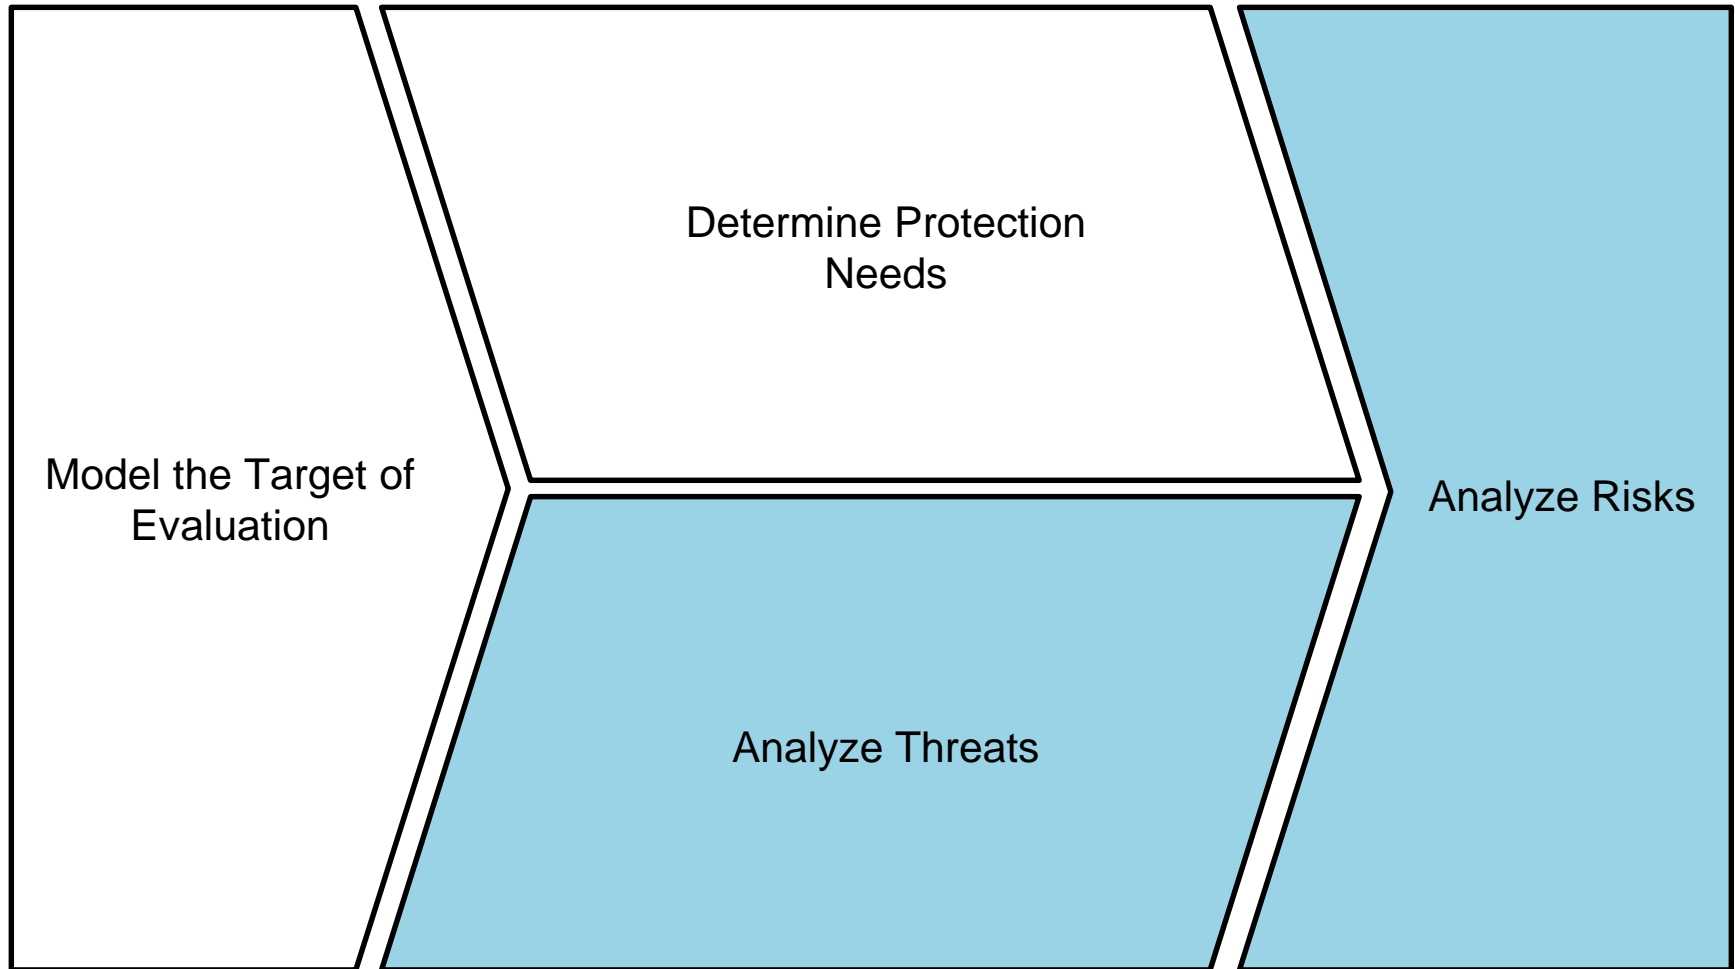 Model the Target of
Evaluation
Determine Protection
Needs
Analyze Threats
Analyze Risks